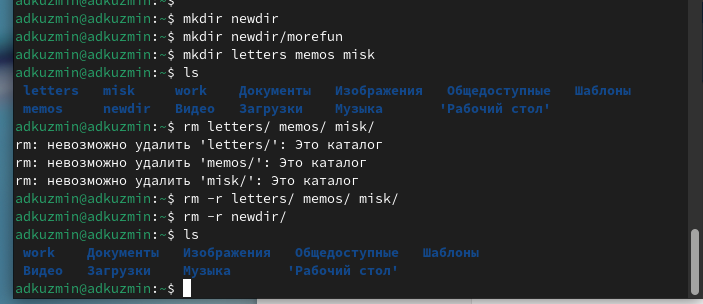 adkuzmin@adkuzmin:~$
adkuzmin@adkuzmin:~$ mkdir newdir
adkuzmin@adkuzmin:~$ mkdir newdir/morefun
adkuzmin@adkuzmin:~$ mkdir letters memos misk
adkuzmin@adkuzmin:~$ ls
letters misk work Документы Изображения Общедоступные Шаблоны
memos newdir Видео Загрузки Музыка 'Рабочий стол'
adkuzmin@adkuzmin:~$ rm letters/ memos/ misk/
rm: невозможно удалить 'letters/': Это каталог
rm: невозможно удалить 'memos/': Это каталог
rm: невозможно удалить 'misk/': Это каталог
adkuzmin@adkuzmin:~$ rm -r letters/ memos/ misk/
adkuzmin@adkuzmin:~$ rm -r newdir/
adkuzmin@adkuzmin:~$ ls
work Документы Изображения Общедоступные Шаблоны
Видео Загрузки Музыка 'Рабочий стол'
adkuzmin@adkuzmin:~$